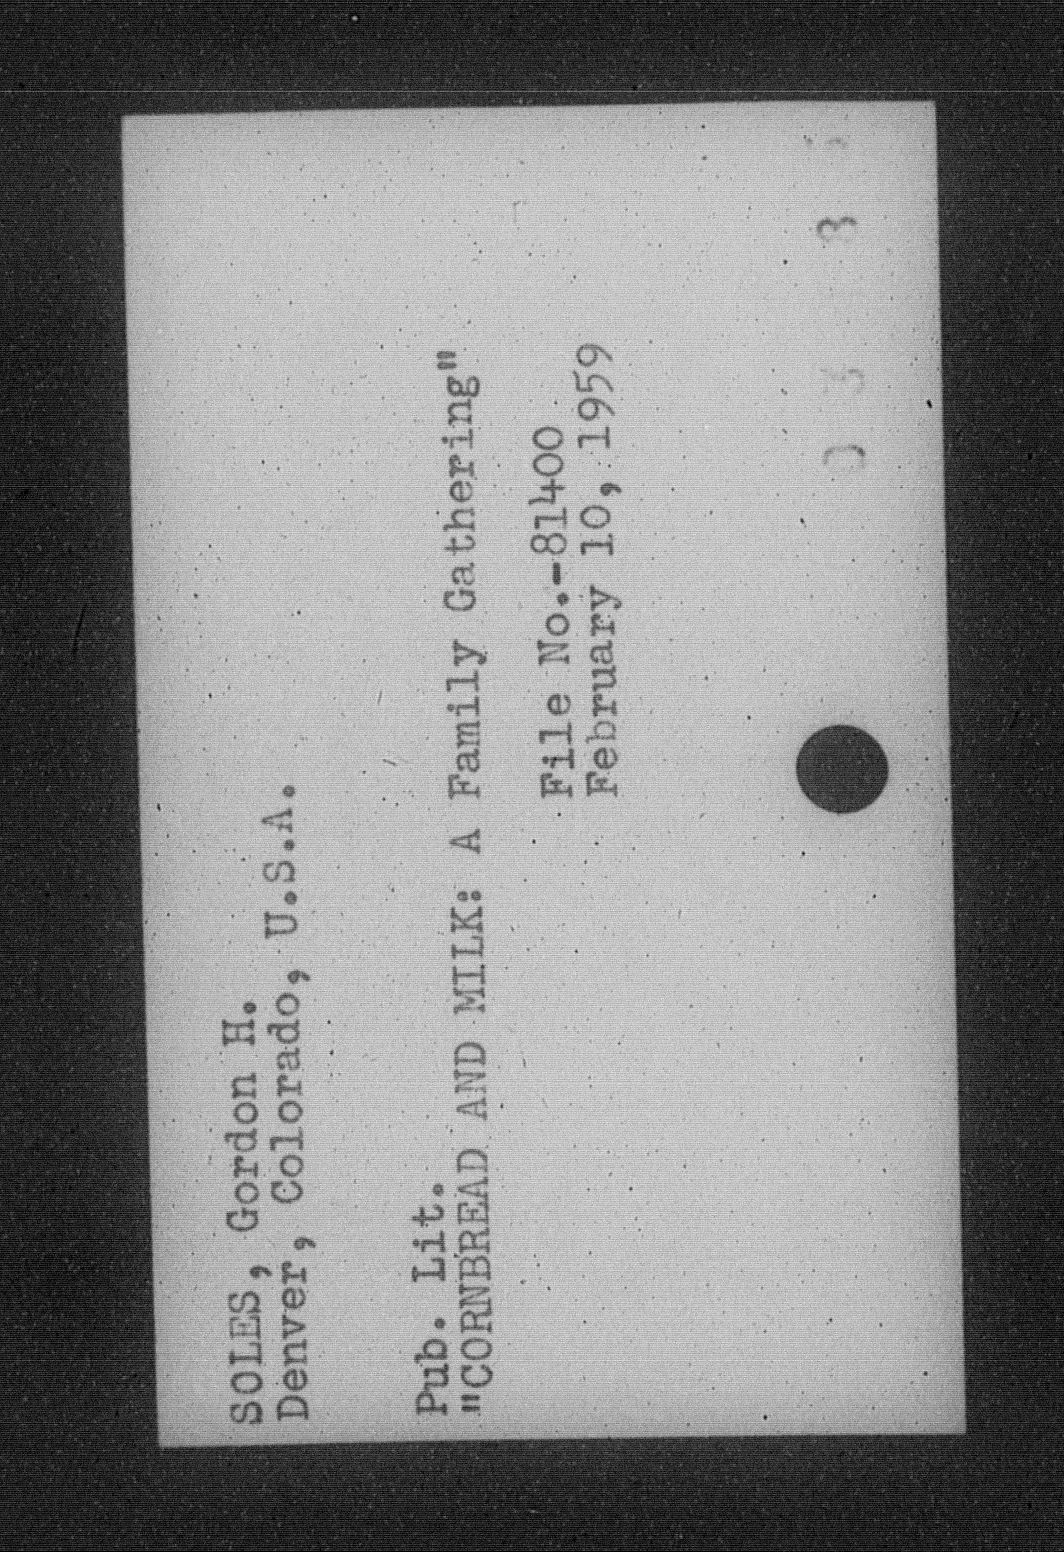 SOLES, Gordon H.
Denver, Colorado, U.S.A.
Pub. Lit.
"CORNBREAD AND MILK: A Family Gathering"
File No.-81400
February 10, 1959